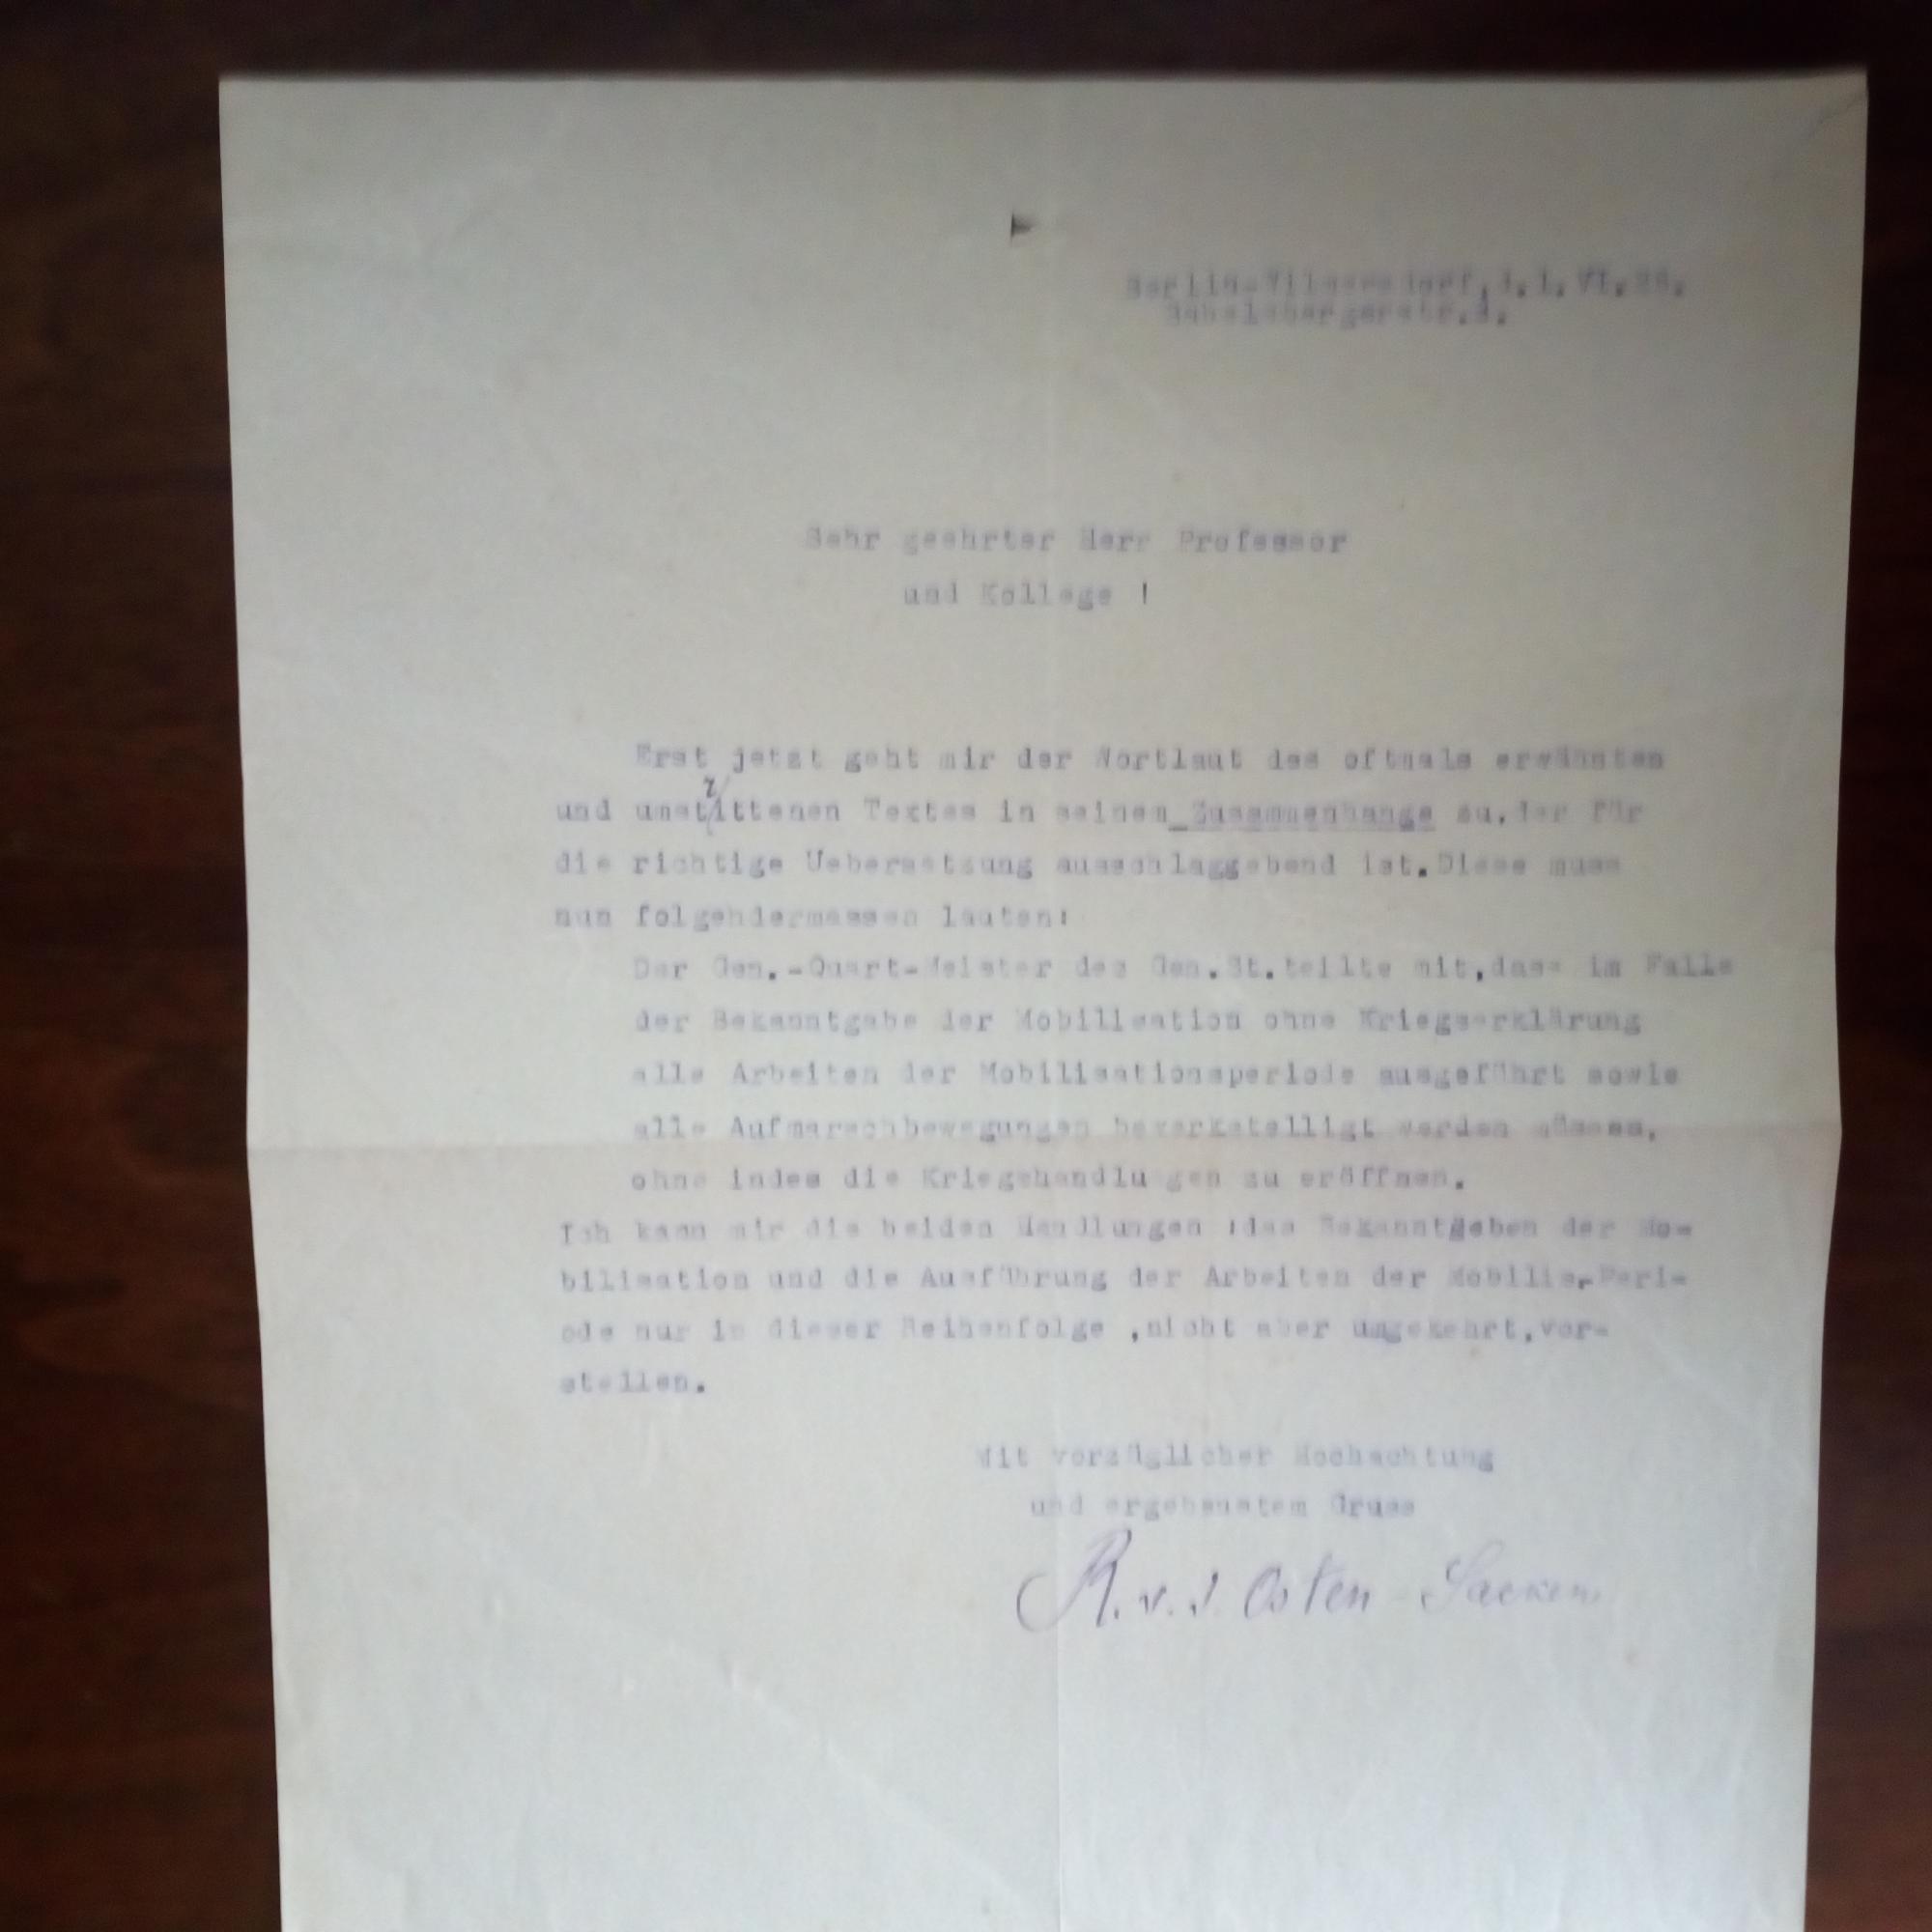 Berlin-Wilmersdorf, d. 1. VI. 26.
Babelsbergerstr.3.
Sehr geehrter Herr Professor
und Kollege !
Erst jetzt geht mir der Wortlaut des oftmals erwähnten
und umstrittenen Textes in seinem Zusammenhange zu, der für
die richtige Uebersetzung ausschlaggebend ist. Diese muss
nun folgendermassen lauten:
Der Gen.-Quart-Meister des Gen.St. teilte mit, dass im Falle
der Bekanntgabe der Mobilisation ohne Kriegserklärung
alle Arbeiten der Mobilisationsperiode ausgeführt sowie
alle Aufmarschbewegungen bewerkstelligt werden müssen,
ohne indes die Kriegshandlungen zu eröffnen.
Ich kann mir die beiden Handlungen :das Bekanntgeben der Mo-
bilisation und die Ausführung der Arbeiten der Mobilis.-Peri-
ode nur in dieser Reihenfolge ,nicht aber umgekehrt, vor-
stellen.
Mit vorzüglicher Hochachtung
und ergebenstem Gruss
R. v. d. Osten-Sacken